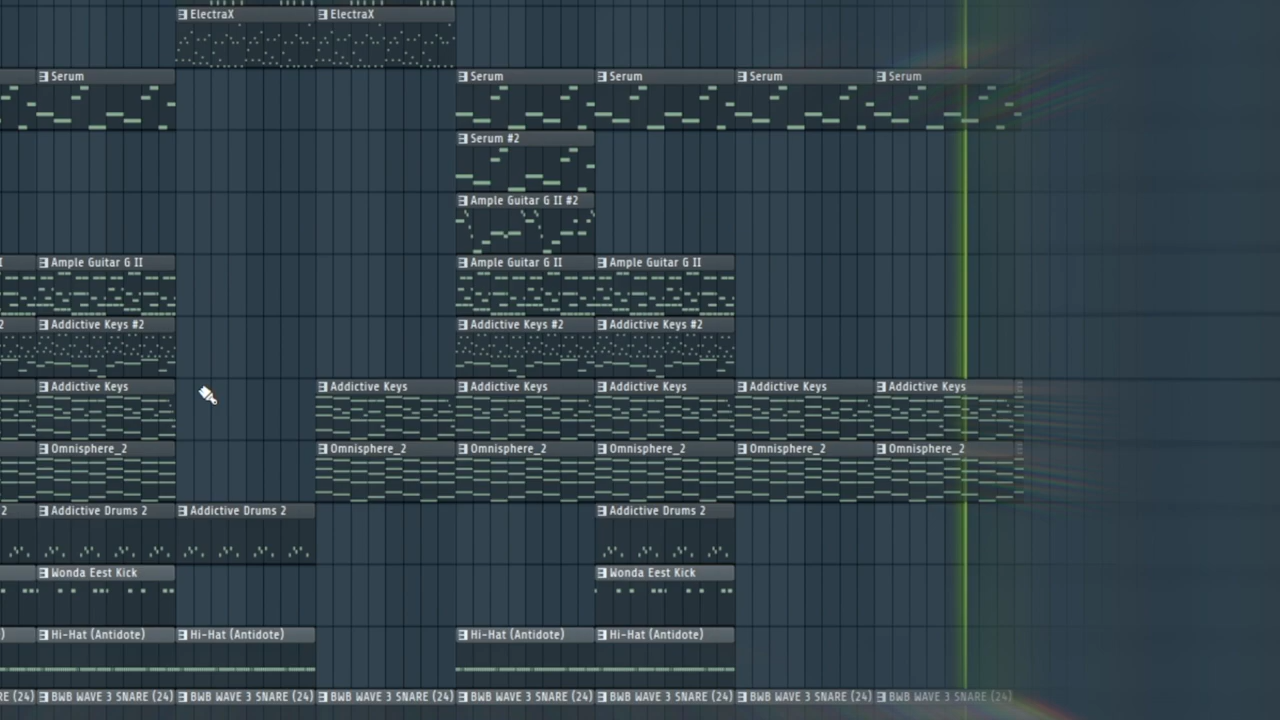 ElectraX ElectraX
Serum Serum Serum Serum Serum
Serum #2
Ample Guitar G II #2
Ample Guitar G II Ample Guitar G II Ample Guitar G II
2 Addictive Keys #2 Addictive Keys #2 Addictive Keys #2
Addictive Keys Addictive Keys Addictive Keys Addictive Keys Addictive Keys Addictive Keys
Omnisphere_2 Omnisphere_2 Omnisphere_2 Omnisphere_2 Omnisphere_2 Omnisphere_2
2 Addictive Drums 2 Addictive Drums 2 Addictive Drums 2
Wonda Eest Kick Wonda Eest Kick
) Hi-Hat (Antidote) Hi-Hat (Antidote) Hi-Hat (Antidote) Hi-Hat (Antidote)
RE (24) BWB WAVE 3 SNARE (24) BWB WAVE 3 SNARE (24) BWB WAVE 3 SNARE (24) BWB WAVE 3 SNARE (24) BWB WAVE 3 SNARE (24) BWB WAVE 3 SNARE (24) BWB WAVE 3 SNARE (24)